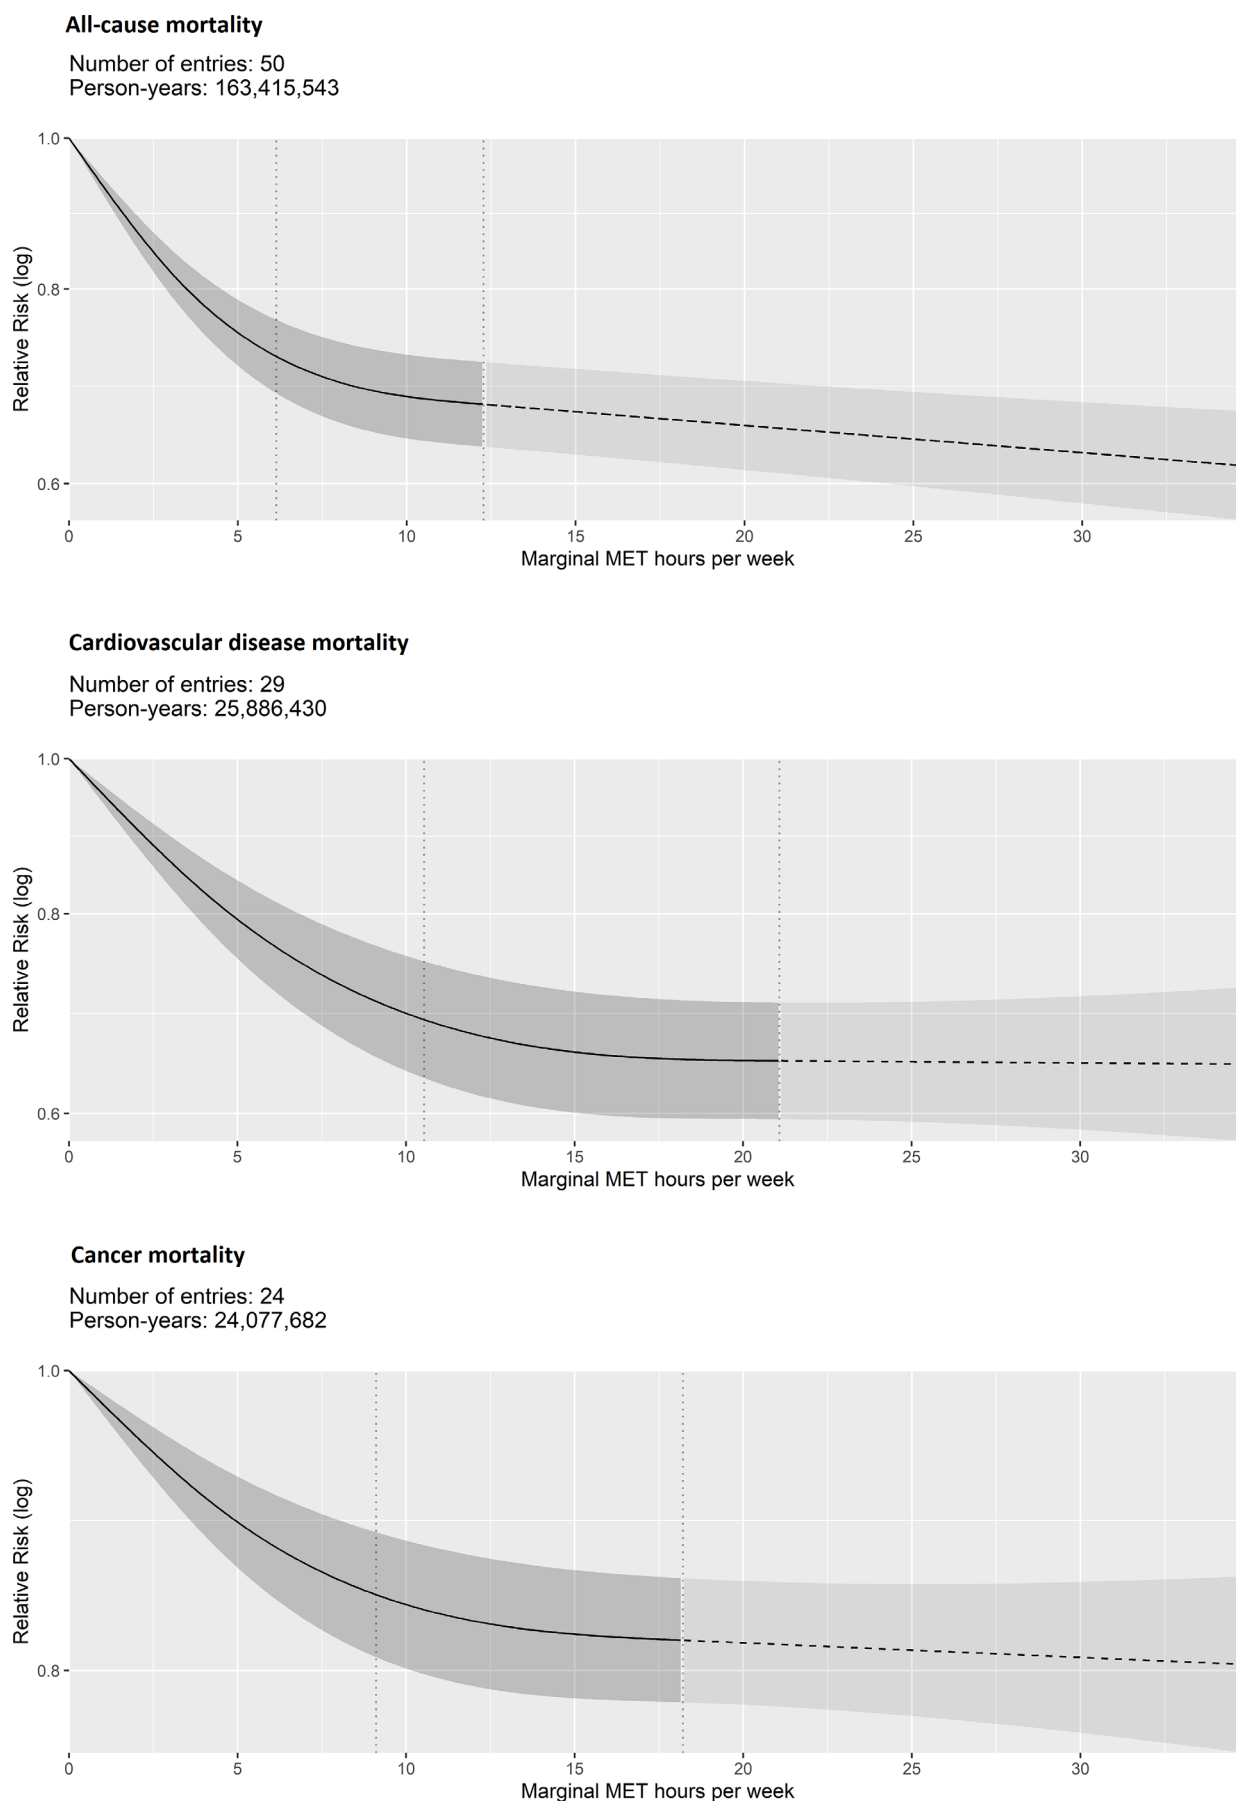 All-cause mortality
Number of entries: 50
Person-years: 163,415,543
1.0
0.8
0.6
Relative Risk (log)
0 5 10 15 20 25 30
Marginal MET hours per week
Cardiovascular disease mortality
Number of entries: 29
Person-years: 25,886,430
1.0
0.8
0.6
Relative Risk (log)
0 5 10 15 20 25 30
Marginal MET hours per week
Cancer mortality
Number of entries: 24
Person-years: 24,077,682
1.0
0.8
Relative Risk (log)
0 5 10 15 20 25 30
Marginal MET hours per week